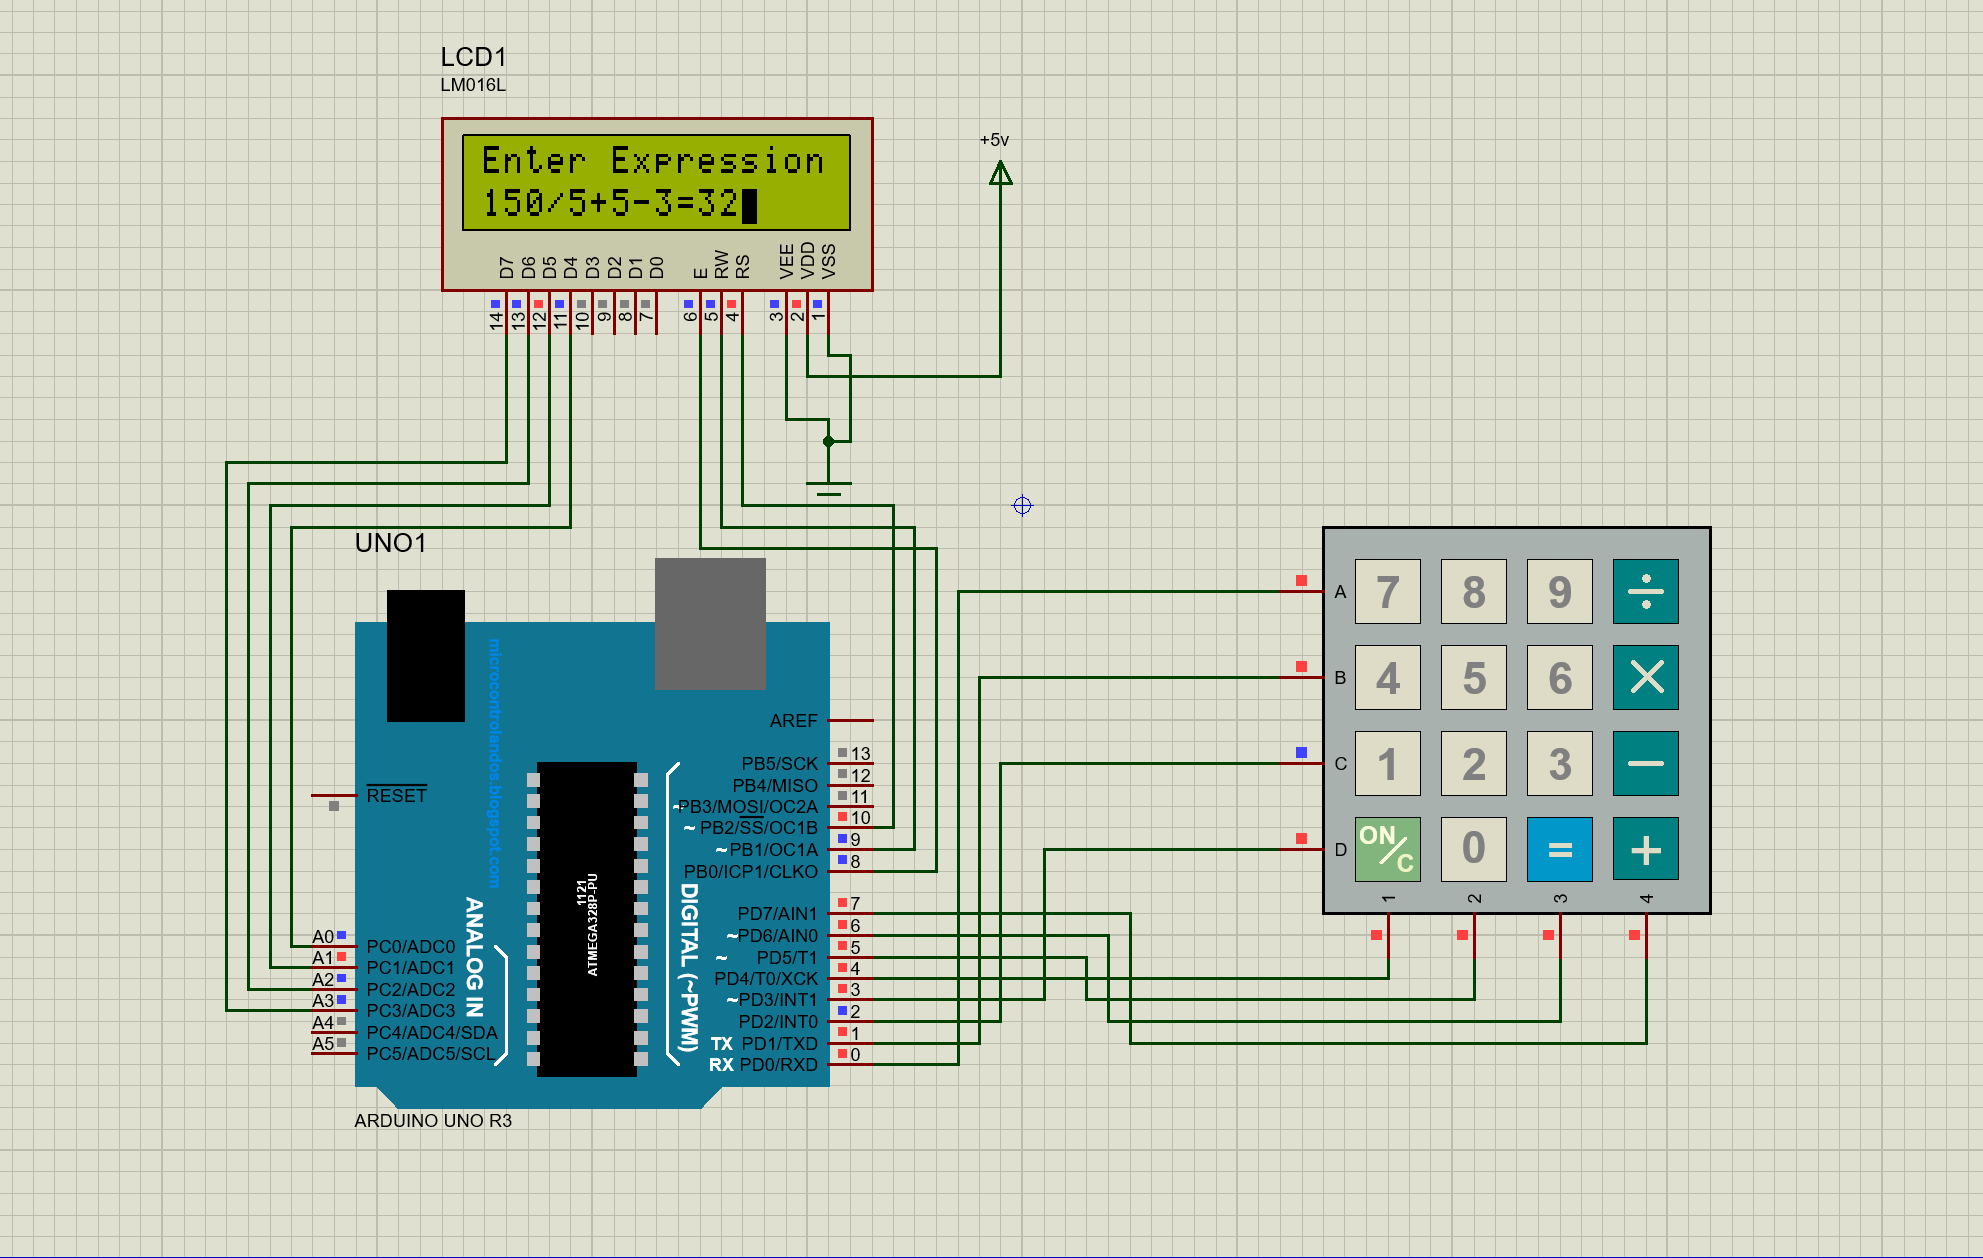 LCD1
LM016L
Enter Expression
150/5+5-3=32
D7 D6 D5 D4 D3 D2 D1 D0 E RW RS VEE VDD VSS
14 13 12 11 10 9 8 7 6 5 4 3 2 1
+5v
UNO1
microcontrolandos.blogspot.com
RESET
AREF
PB5/SCK 13
PB4/MISO 12
~PB3/MOSI/OC2A 11
~ PB2/SS/OC1B 10
~ PB1/OC1A 9
PB0/ICP1/CLKO 8
1121
ATMEGA328P-PU
ANALOG IN
DIGITAL (~PWM)
PD7/AIN1 7
~PD6/AIN0 6
~ PD5/T1 5
PD4/T0/XCK 4
~PD3/INT1 3
PD2/INT0 2
TX PD1/TXD 1
RX PD0/RXD 0
A0 PC0/ADC0
A1 PC1/ADC1
A2 PC2/ADC2
A3 PC3/ADC3
A4 PC4/ADC4/SDA
A5 PC5/ADC5/SCL
ARDUINO UNO R3
A 7 8 9 ÷
B 4 5 6 ×
C 1 2 3 −
D ON/C 0 = +
1 2 3 4